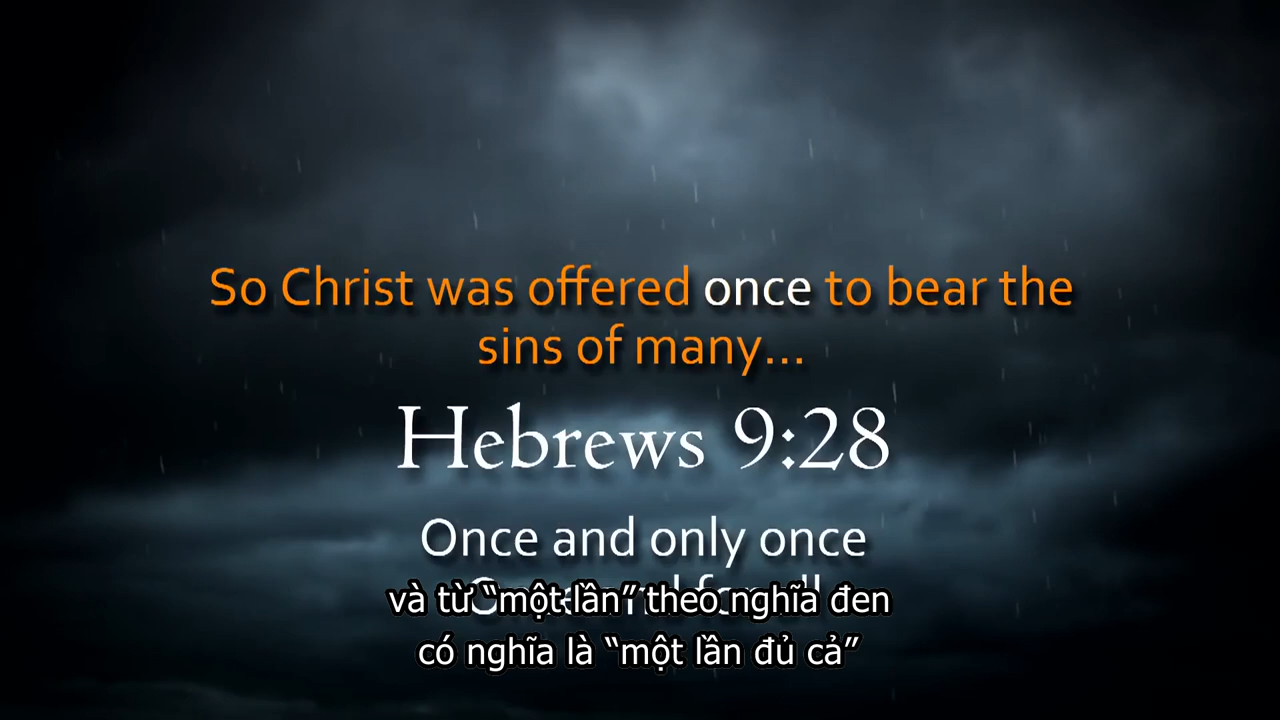 So Christ was offered once to bear the
sins of many...
Hebrews 9:28
Once and only once
và từ “một lần” theo nghĩa đen
có nghĩa là “một lần đủ cả”